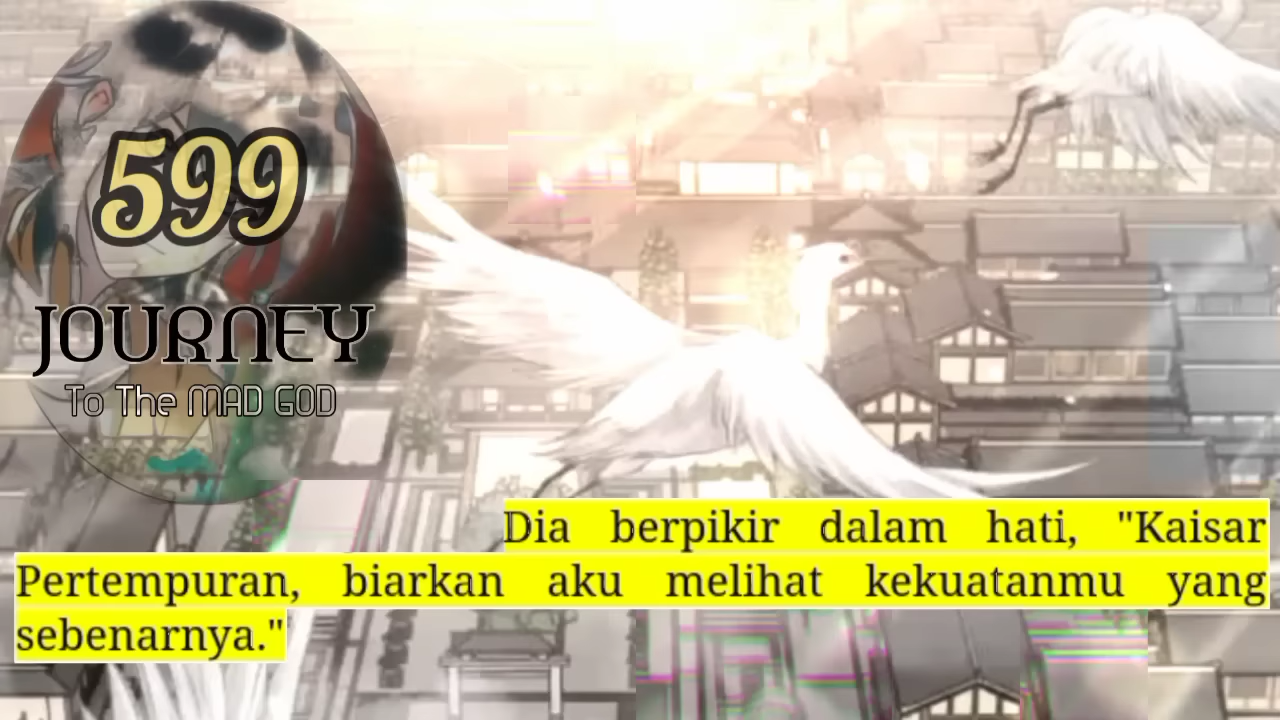 599
JOURNEY
To The MAD GOD
Dia berpikir dalam hati, "Kaisar
Pertempuran, biarkan aku melihat kekuatanmu yang
sebenarnya."